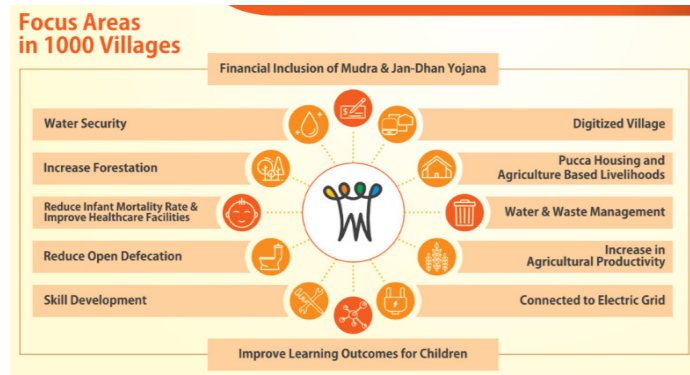 Focus Areas
in 1000 Villages
Financial Inclusion of Mudra & Jan-Dhan Yojana
Water Security
Digitized Village
Increase Forestation
Pucca Housing and
Agriculture Based Livelihoods
Reduce Infant Mortality Rate &
Improve Healthcare Facilities
Water & Waste Management
Reduce Open Defecation
Increase in
Agricultural Productivity
Skill Development
Connected to Electric Grid
Improve Learning Outcomes for Children